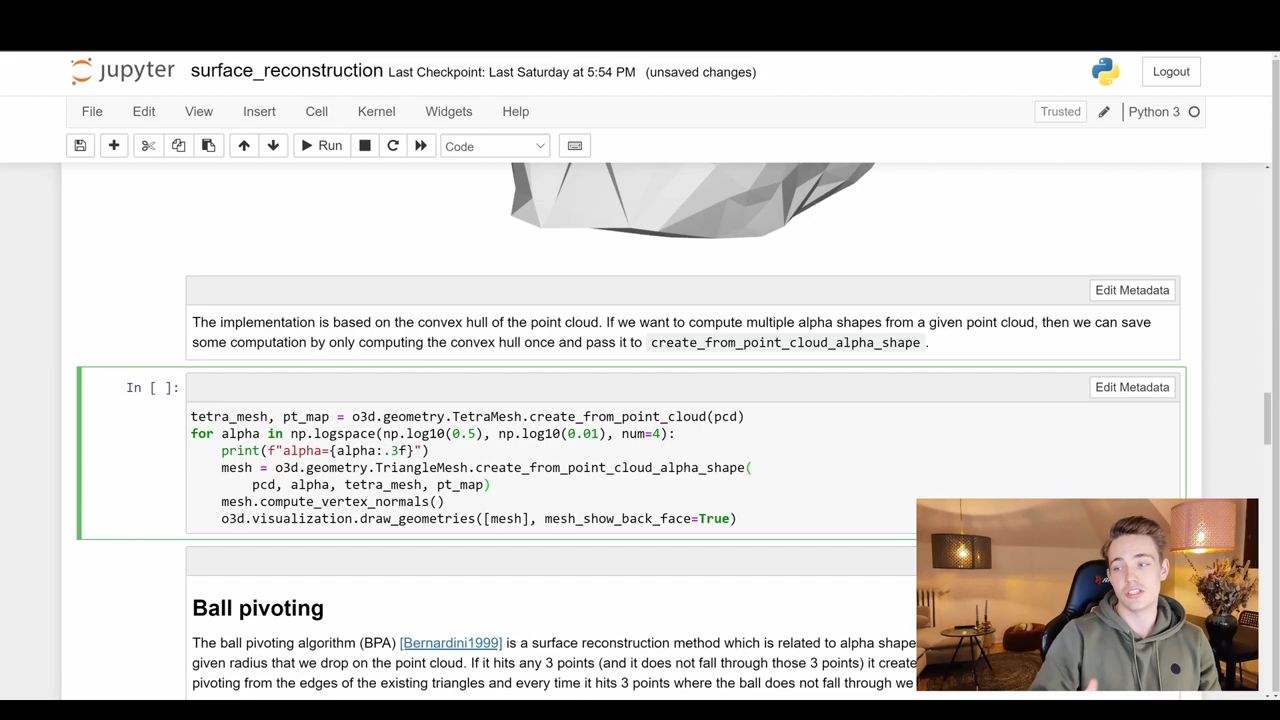 jupyter surface_reconstruction Last Checkpoint: Last Saturday at 5:54 PM (unsaved changes) Logout
File Edit View Insert Cell Kernel Widgets Help Trusted Python 3
Run Code
Edit Metadata
The implementation is based on the convex hull of the point cloud. If we want to compute multiple alpha shapes from a given point cloud, then we can save
some computation by only computing the convex hull once and pass it to create_from_point_cloud_alpha_shape .
In [ ]: Edit Metadata
tetra_mesh, pt_map = o3d.geometry.TetraMesh.create_from_point_cloud(pcd)
for alpha in np.logspace(np.log10(0.5), np.log10(0.01), num=4):
print(f"alpha={alpha:.3f}")
mesh = o3d.geometry.TriangleMesh.create_from_point_cloud_alpha_shape(
pcd, alpha, tetra_mesh, pt_map)
mesh.compute_vertex_normals()
o3d.visualization.draw_geometries([mesh], mesh_show_back_face=True)
Ball pivoting
The ball pivoting algorithm (BPA) [Bernardini1999] is a surface reconstruction method which is related to alpha shape
given radius that we drop on the point cloud. If it hits any 3 points (and it does not fall through those 3 points) it create
pivoting from the edges of the existing triangles and every time it hits 3 points where the ball does not fall through we